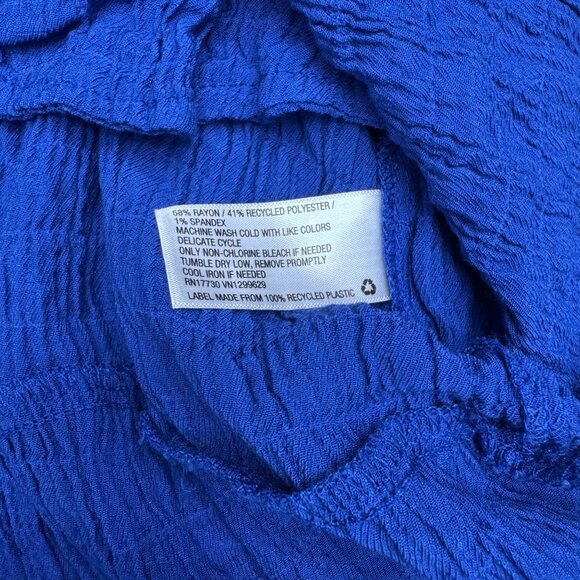 58% RAYON / 41% RECYCLED POLYESTER /
1% SPANDEX
MACHINE WASH COLD WITH LIKE COLORS
DELICATE CYCLE
ONLY NON-CHLORINE BLEACH IF NEEDED
TUMBLE DRY LOW, REMOVE PROMPTLY
COOL IRON IF NEEDED
RN17730 VN1299629
LABEL MADE FROM 100% RECYCLED PLASTIC